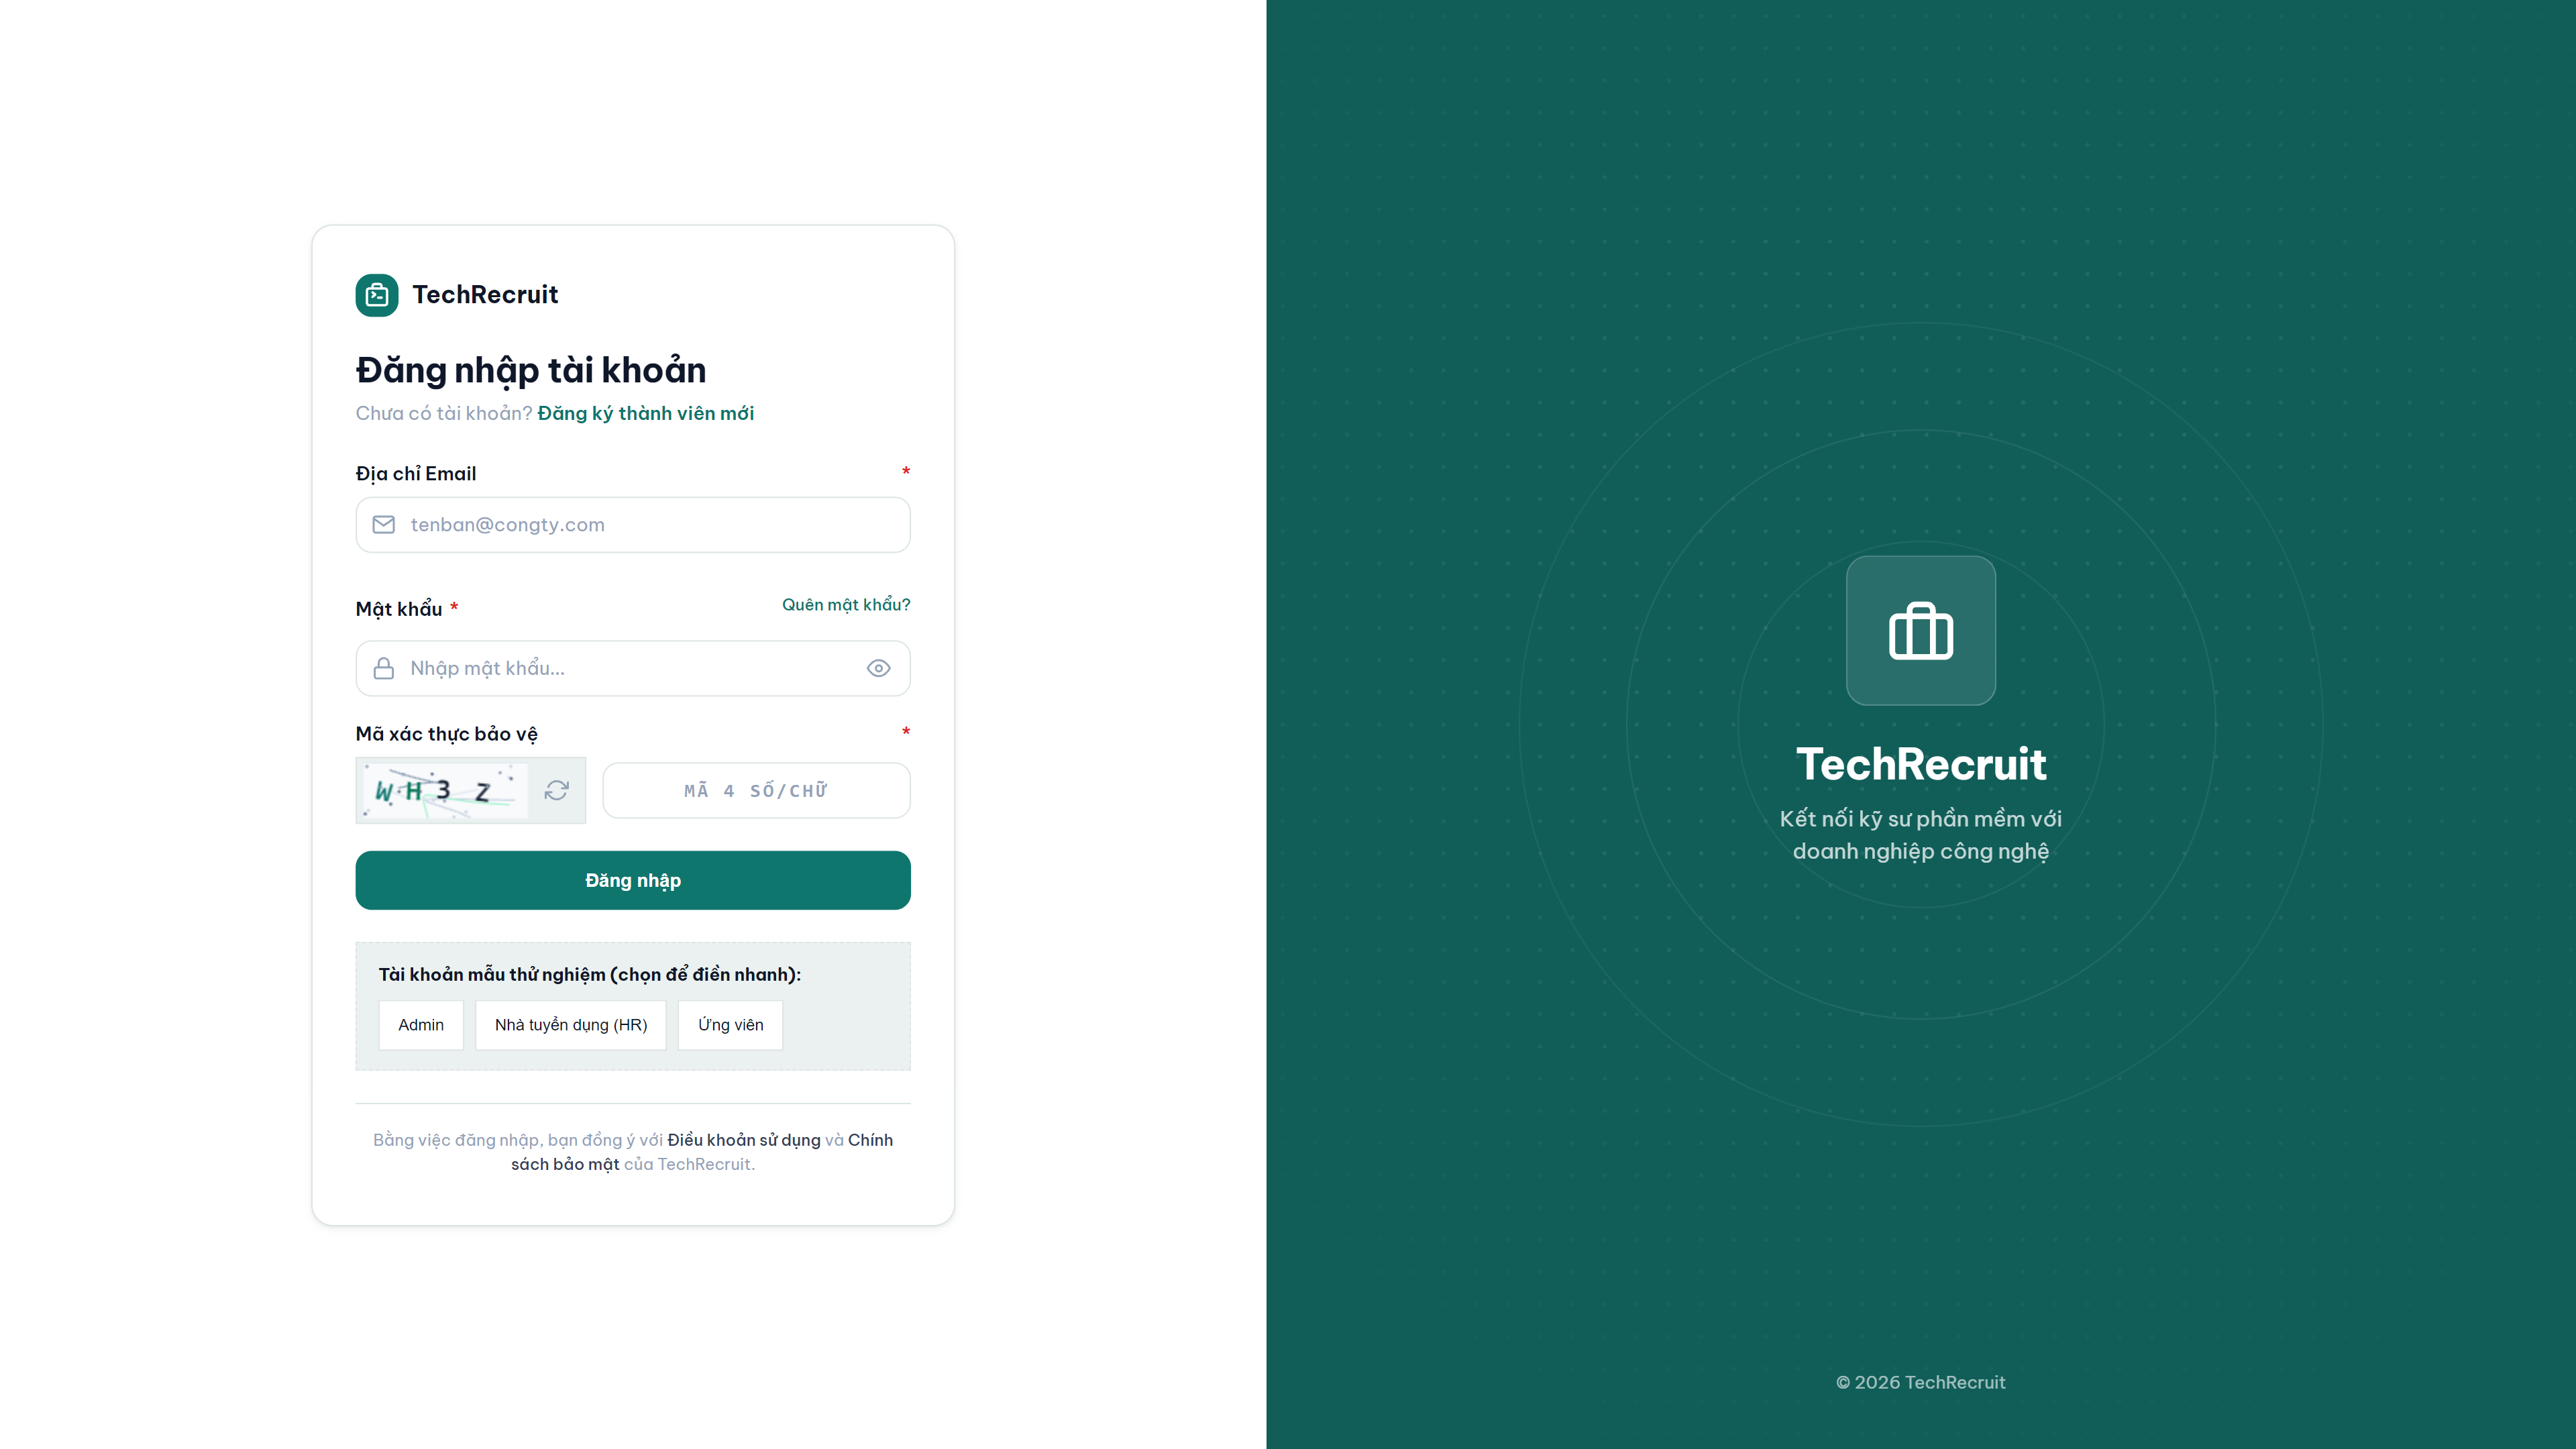 TechRecruit
Đăng nhập tài khoản
Chưa có tài khoản? Đăng ký thành viên mới
Địa chỉ Email *
tenban@congty.com
Mật khẩu * Quên mật khẩu?
Nhập mật khẩu...
Mã xác thực bảo vệ *
W H 3 Z
MÃ 4 SỐ/CHỮ
Đăng nhập
Tài khoản mẫu thử nghiệm (chọn để điền nhanh):
Admin
Nhà tuyển dụng (HR)
Ứng viên
Bằng việc đăng nhập, bạn đồng ý với Điều khoản sử dụng và Chính
sách bảo mật của TechRecruit.
TechRecruit
Kết nối kỹ sư phần mềm với
doanh nghiệp công nghệ
© 2026 TechRecruit